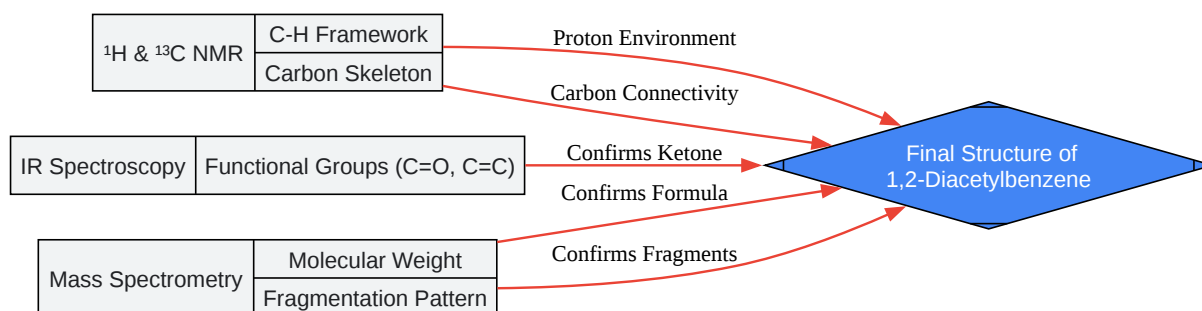 ¹H & ¹³C NMR
C-H Framework
Carbon Skeleton
Proton Environment
Carbon Connectivity
IR Spectroscopy
Functional Groups (C=O, C=C)
Confirms Ketone
Mass Spectrometry
Molecular Weight
Fragmentation Pattern
Confirms Formula
Confirms Fragments
Final Structure of
1,2-Diacetylbenzene